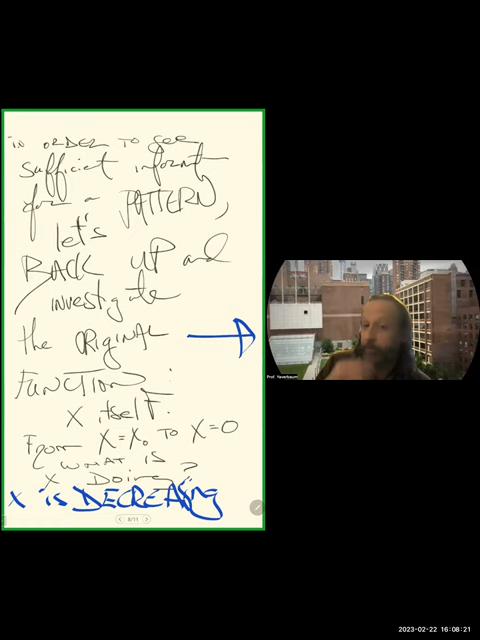 IN ORDER TO see
sufficient informt
for a PATTERN,
let's
BACK UP and
investigate
the ORIGINAL
FUNCTION:
X itself.
From X=X₀ TO X=0
WHAT IS
X Doing?
X is DECREASING
8/11
Prof. Yaverbaum
2023-02-22 16:08:21